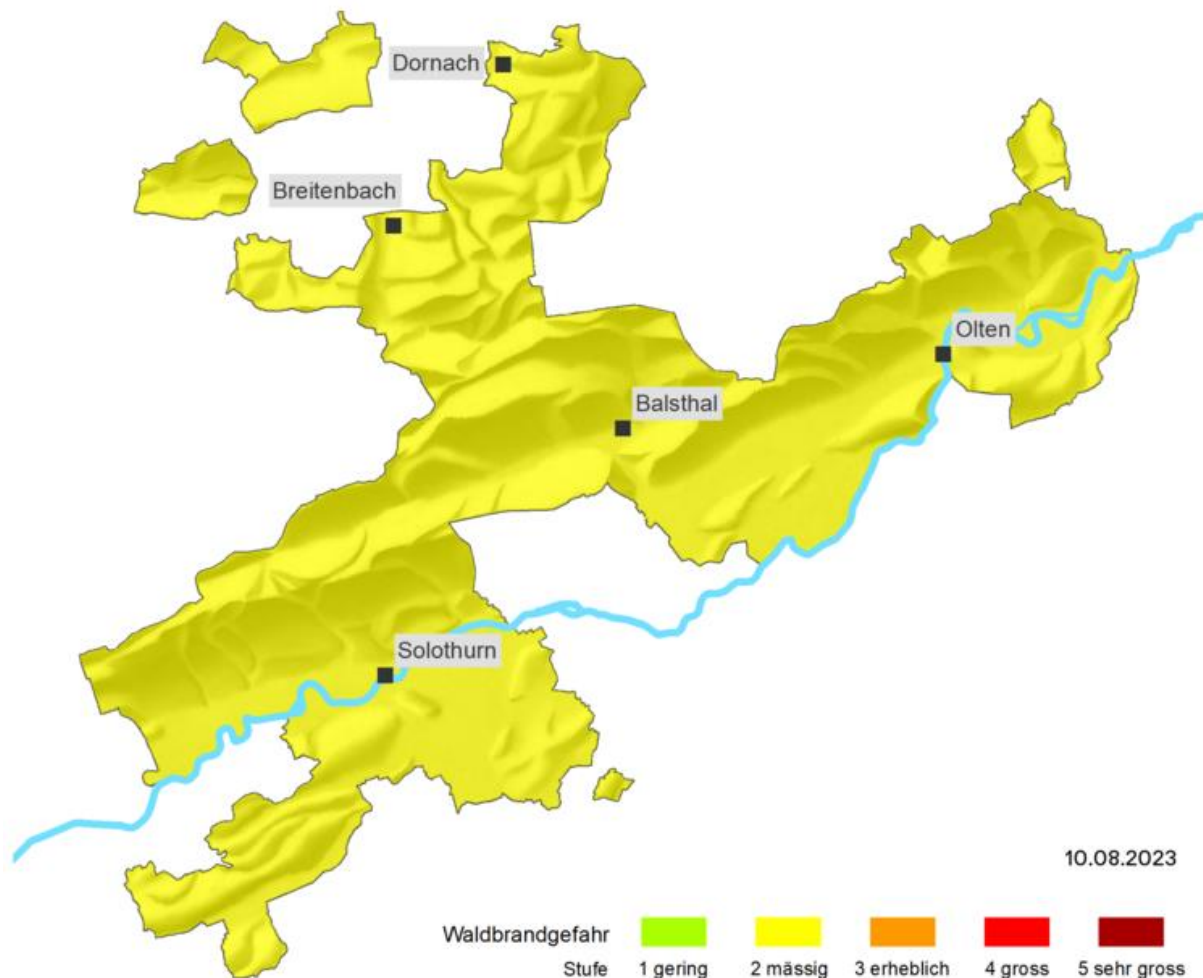 Dornach
Breitenbach
Olten
Balsthal
Solothurn
10.08.2023
Waldbrandgefahr
Stufe 1 gering 2 mässig 3 erheblich 4 gross 5 sehr gross